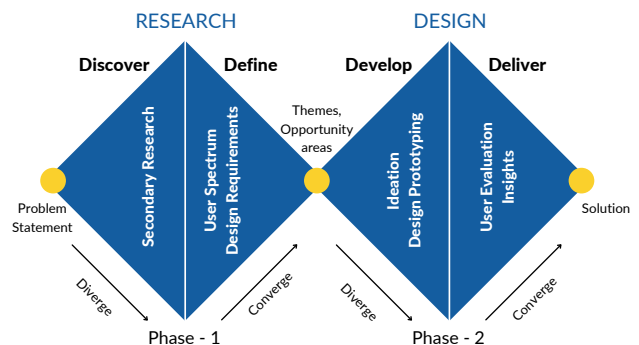 RESEARCH
DESIGN
Discover
Define
Develop
Deliver
Themes,
Opportunity
areas
Secondary Research
User Spectrum
Design Requirements
Ideation
Design Prototyping
User Evaluation
Insights
Problem
Statement
Solution
Diverge
Converge
Diverge
Converge
Phase - 1
Phase - 2